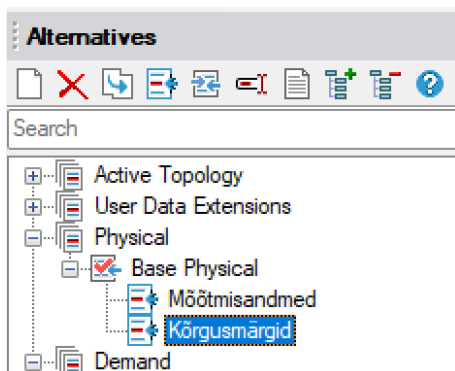 Alternatives
Search
Active Topology
User Data Extensions
Physical
Base Physical
Mõõtmisandmed
Kõrgusmärgid
Demand